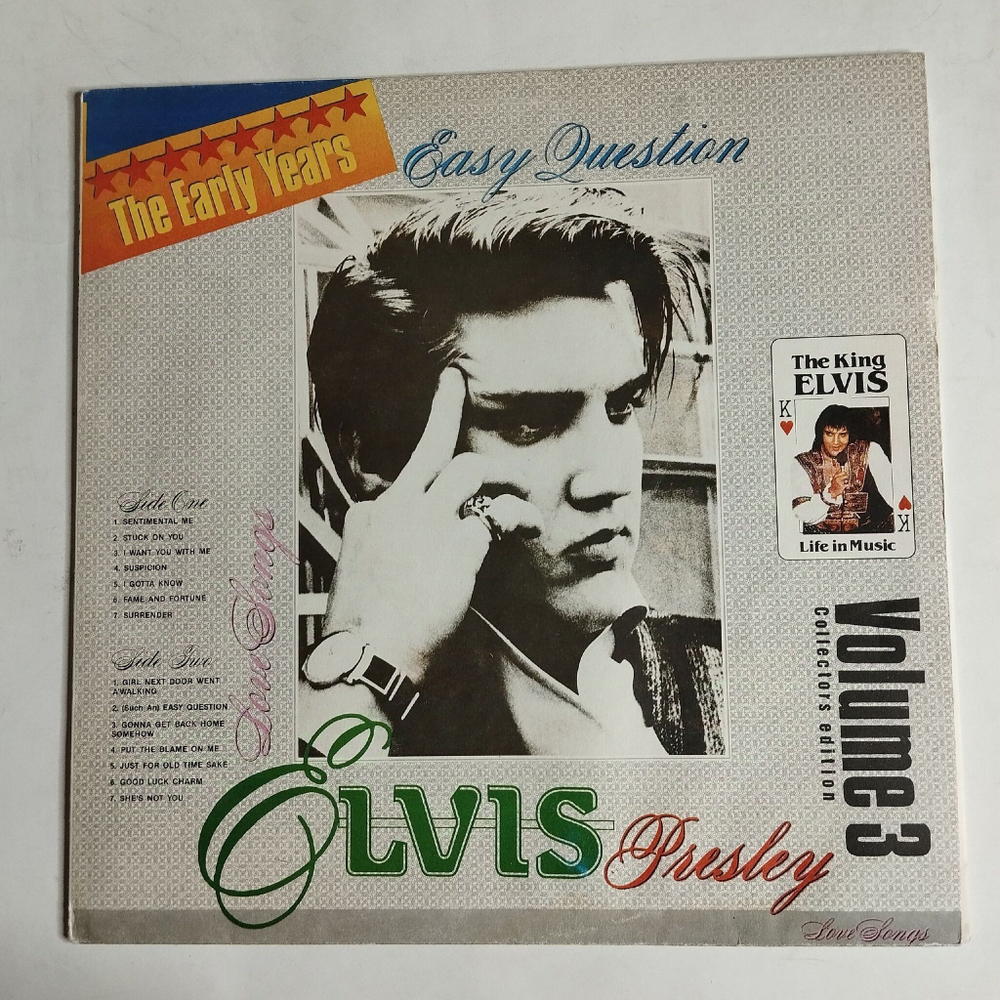 The Early Years
Easy Question
The King
ELVIS
K
K
Life in Music
Side One
1. SENTIMENTAL ME
2. STUCK ON YOU
3. I WANT YOU WITH ME
4. SUSPICION
5. I GOTTA KNOW
6. FAME AND FORTUNE
7. SURRENDER
Side Two
1. GIRL NEXT DOOR WENT
A'WALKING
2. (Such An) EASY QUESTION
3. GONNA GET BACK HOME
SOMEHOW
4. PUT THE BLAME ON ME
5. JUST FOR OLD TIME SAKE
6. GOOD LUCK CHARM
7. SHE'S NOT YOU
Love Songs
Volume 3
Collectors edition
ELVIS Presley
Love Songs